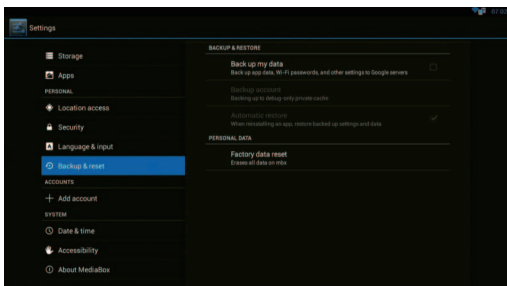 Settings
Storage
Apps
PERSONAL
Location access
Security
Language & input
Backup & reset
ACCOUNTS
Add account
SYSTEM
Date & time
Accessibility
About MediaBox
BACKUP & RESTORE
Back up my data
Back up app data, Wi-Fi passwords, and other settings to Google servers
Backup account
Backing up to debug-only private cache
Automatic restore
When reinstalling an app, restore backed up settings and data
PERSONAL DATA
Factory data reset
Erases all data on mbx